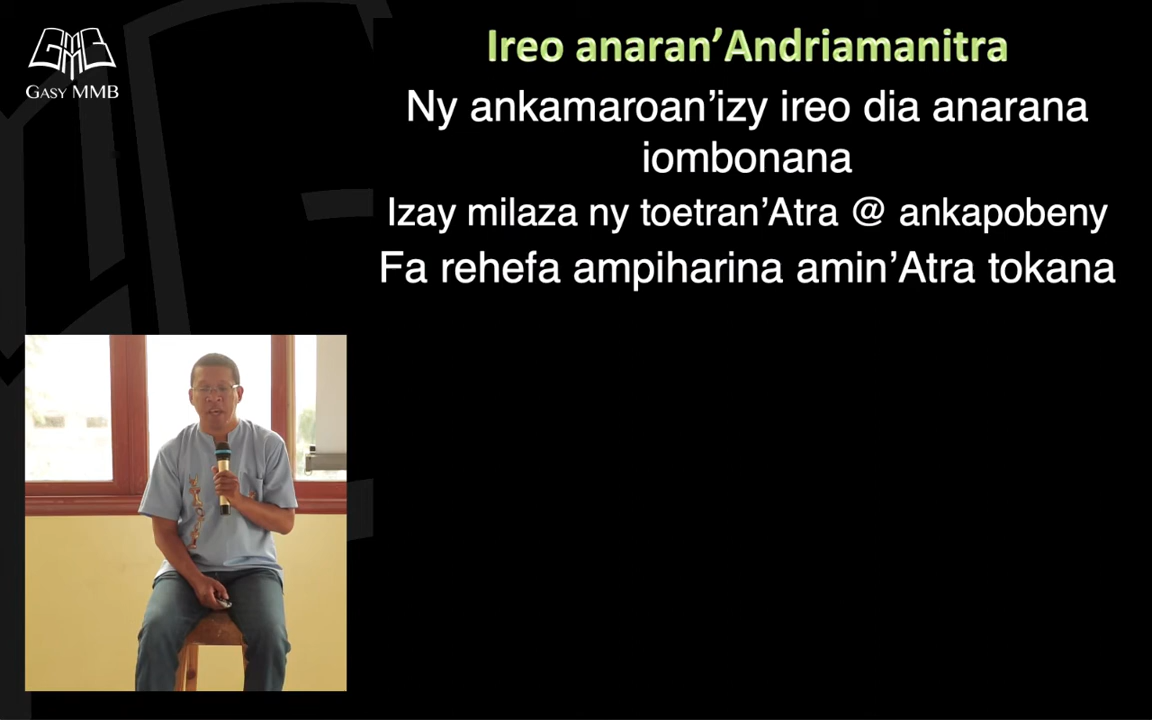 GMMB
GASY MMB
Ireo anaran’Andriamanitra
Ny ankamaroan’izy ireo dia anarana
iombonana
Izay milaza ny toetran’Atra @ ankapobeny
Fa rehefa ampiharina amin’Atra tokana